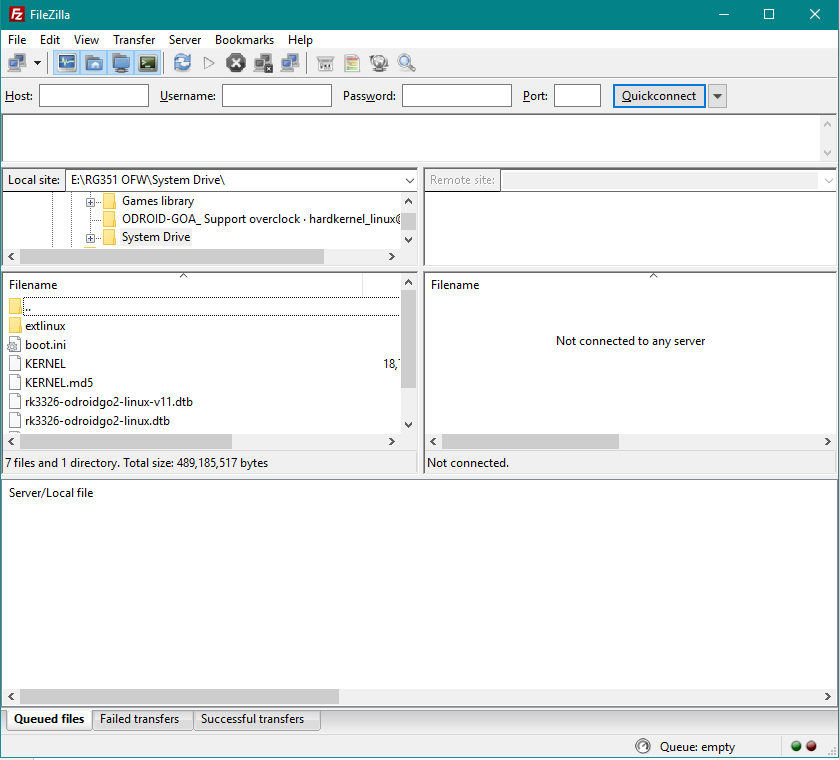 FileZilla
File Edit View Transfer Server Bookmarks Help
Host: Username: Password: Port: Quickconnect
Local site: E:\RG351 OFW\System Drive\
Remote site:
Games library
ODROID-GOA_ Support overclock · hardkernel_linux@
System Drive
Filename
..
extlinux
boot.ini
KERNEL 18,
KERNEL.md5
rk3326-odroidgo2-linux-v11.dtb
rk3326-odroidgo2-linux.dtb
7 files and 1 directory. Total size: 489,185,517 bytes
Filename
Not connected to any server
Not connected.
Server/Local file
Queued files Failed transfers Successful transfers
Queue: empty